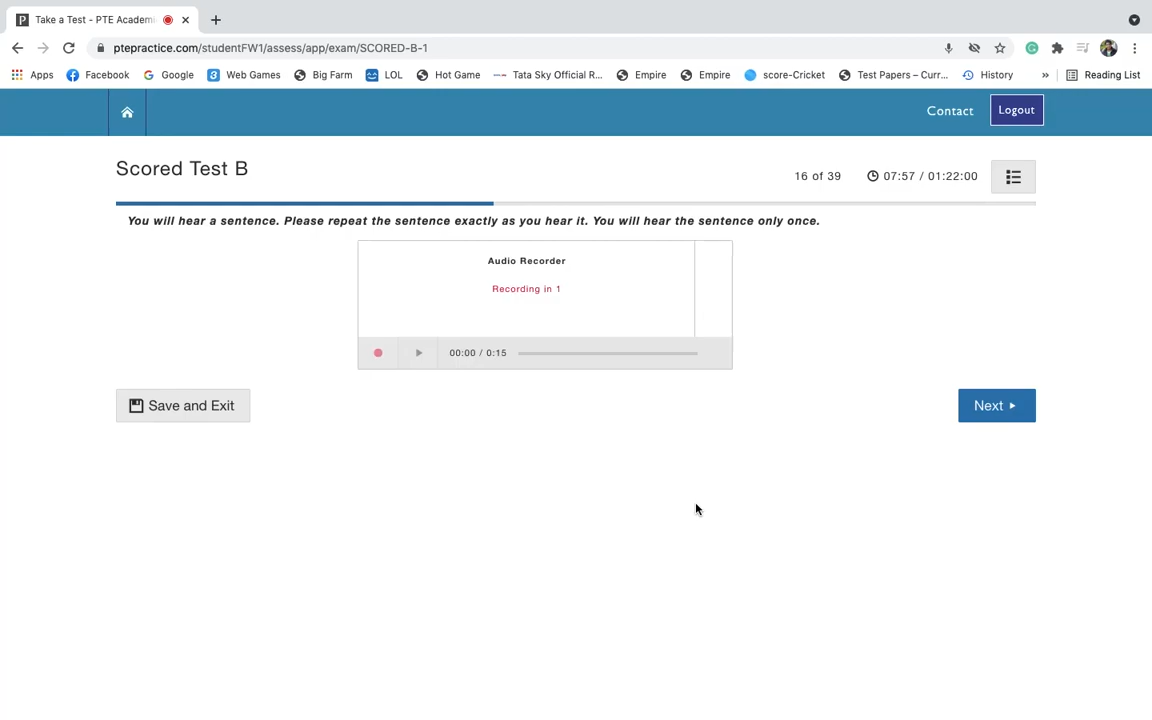 Take a Test - PTE Academi
ptepractice.com/studentFW1/assess/app/exam/SCORED-B-1
Apps Facebook Google Web Games Big Farm LOL Hot Game Tata Sky Official R... Empire Empire score-Cricket Test Papers – Curr... History » Reading List
Contact Logout
Scored Test B
16 of 39 07:57 / 01:22:00
You will hear a sentence. Please repeat the sentence exactly as you hear it. You will hear the sentence only once.
Audio Recorder
Recording in 1
00:00 / 0:15
Save and Exit Next